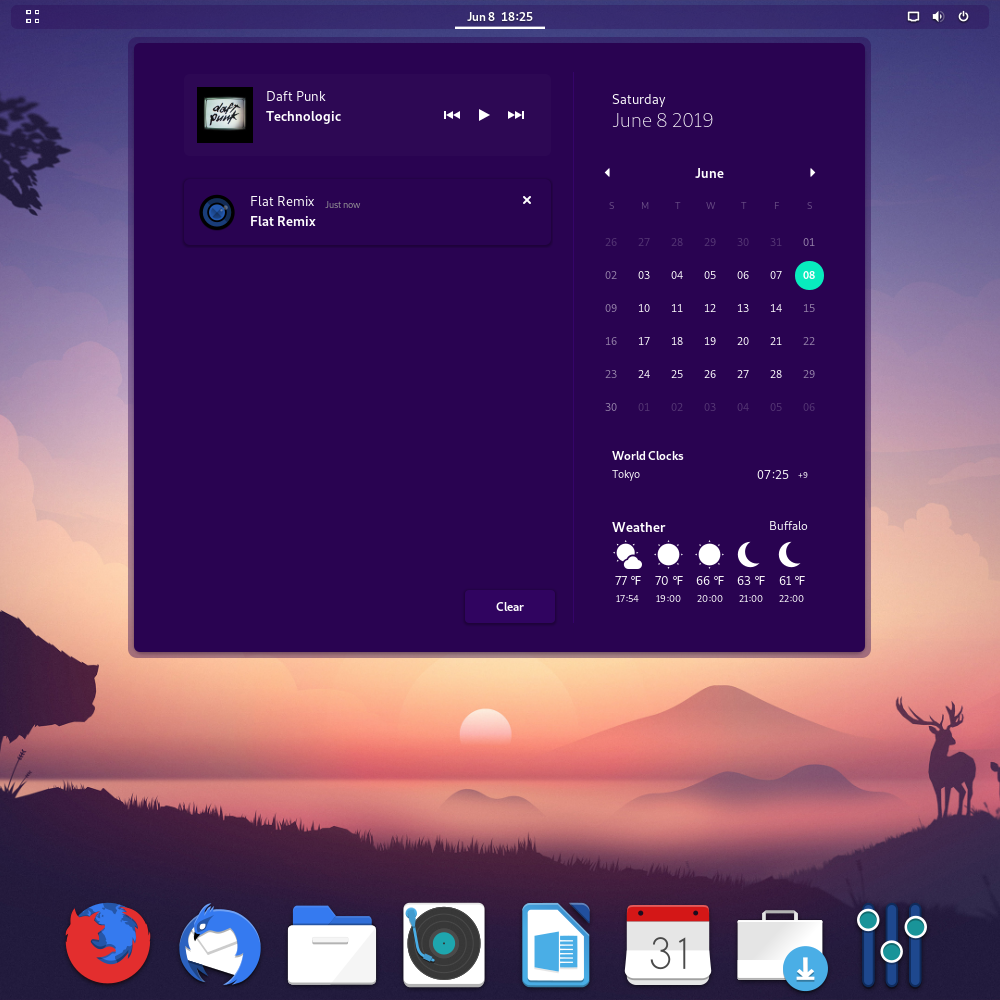 Jun 8 18:25
Daft Punk
Technologic
daft punk
Flat Remix Just now
Flat Remix
Clear
Saturday
June 8 2019
June
S M T W T F S
26 27 28 29 30 31 01
02 03 04 05 06 07 08
09 10 11 12 13 14 15
16 17 18 19 20 21 22
23 24 25 26 27 28 29
30 01 02 03 04 05 06
World Clocks
Tokyo 07:25 +9
Weather Buffalo
77 °F 70 °F 66 °F 63 °F 61 °F
17:54 19:00 20:00 21:00 22:00
31